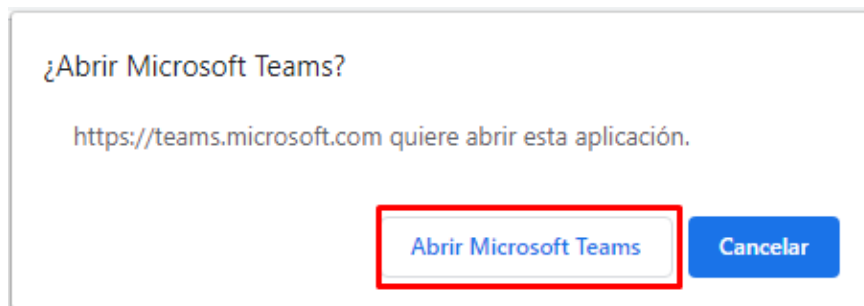 ¿Abrir Microsoft Teams?
https://teams.microsoft.com quiere abrir esta aplicación.
Abrir Microsoft Teams Cancelar